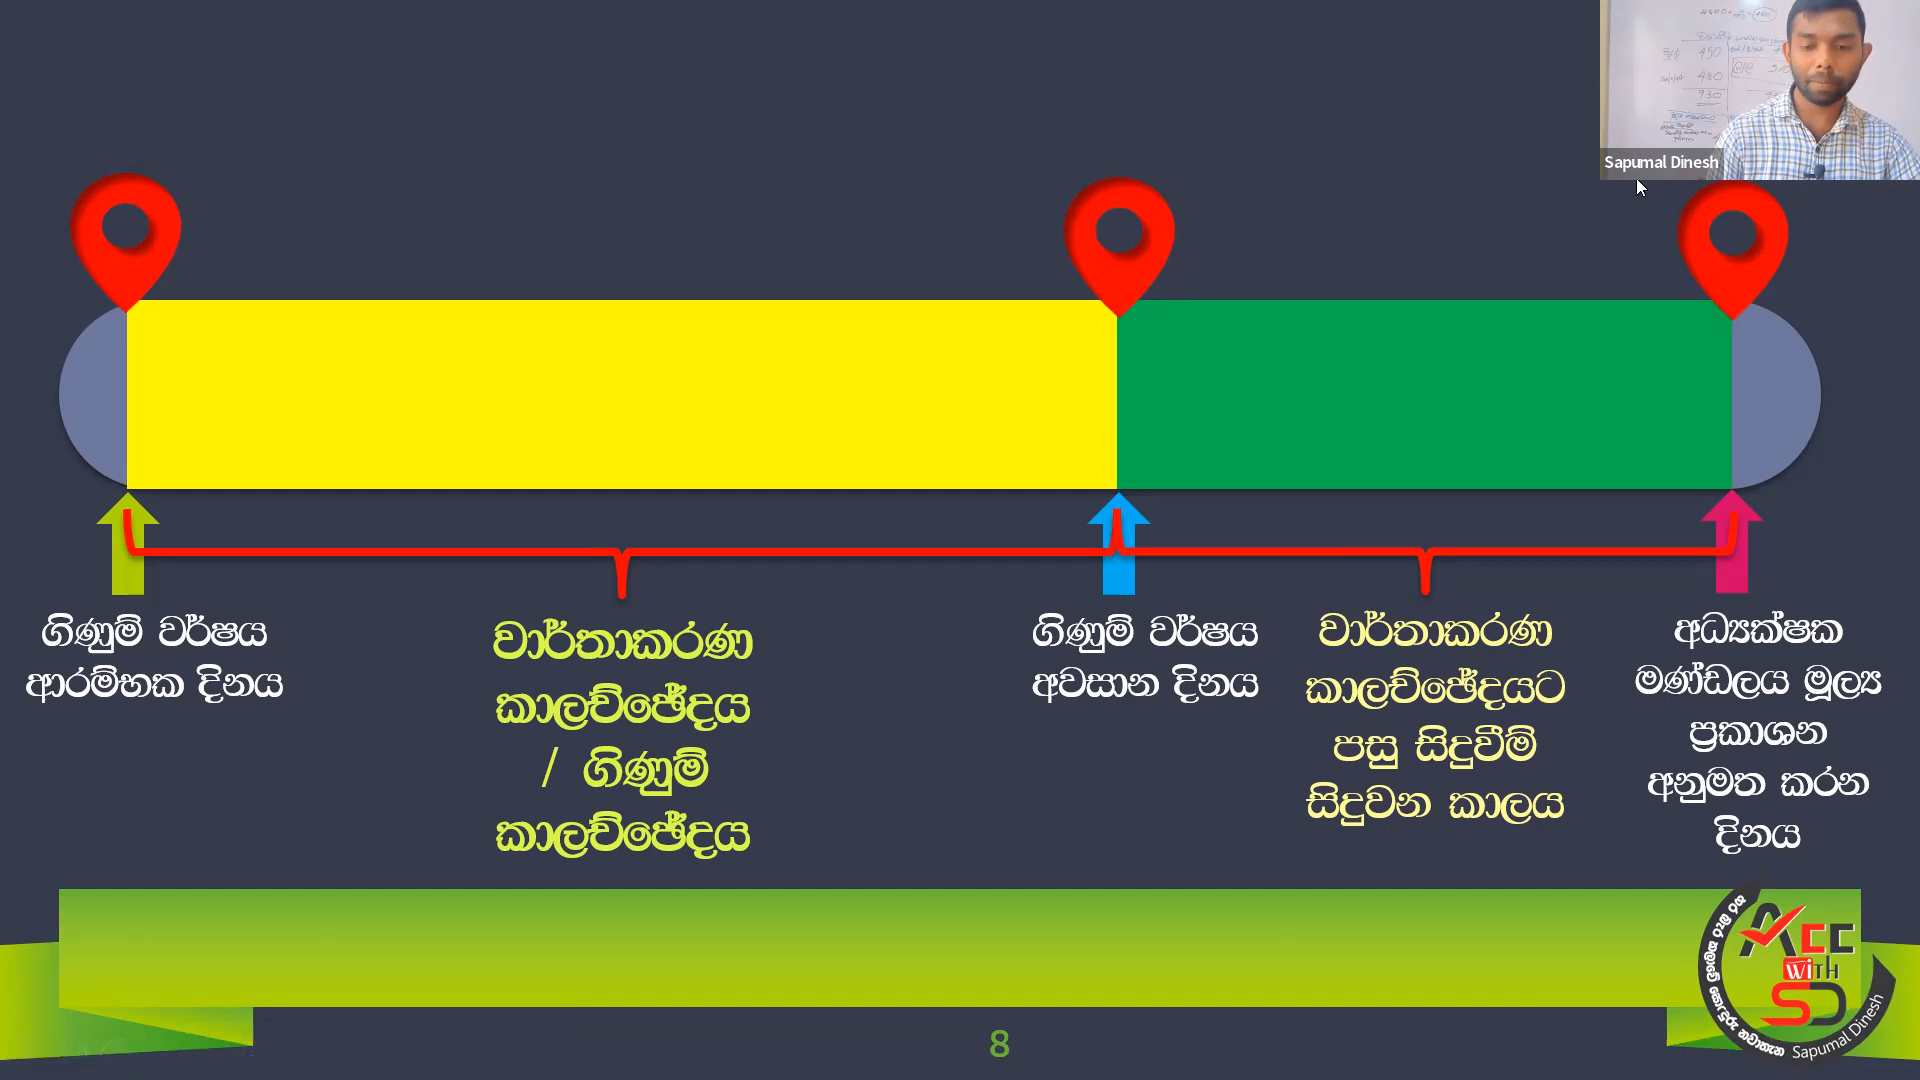 Sapumal Dinesh
ගිණුම් වර්ෂය
ආරම්භක දිනය
වාර්තාකරණ
කාලච්ඡේදය
/ ගිණුම්
කාලච්ඡේදය
ගිණුම් වර්ෂය
අවසාන දිනය
වාර්තාකරණ
කාලච්ඡේදයට
පසු සිදුවීම්
සිදුවන කාලය
අධ්‍යක්ෂක
මණ්ඩලය මූල්‍ය
ප්‍රකාශන
අනුමත කරන
දිනය
8
Acc
with
SD
Sapumal Dinesh